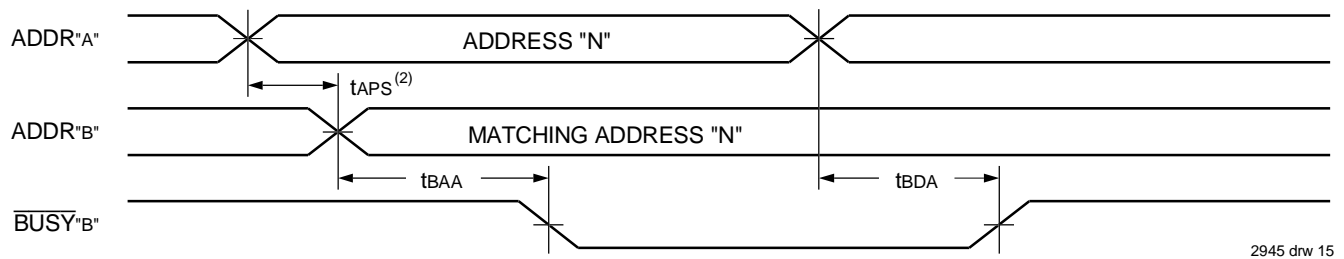 ADDR"A" ADDRESS "N"
tAPS(2)
ADDR"B" MATCHING ADDRESS "N"
tBAA tBDA
BUSY"B"
2945 drw 15